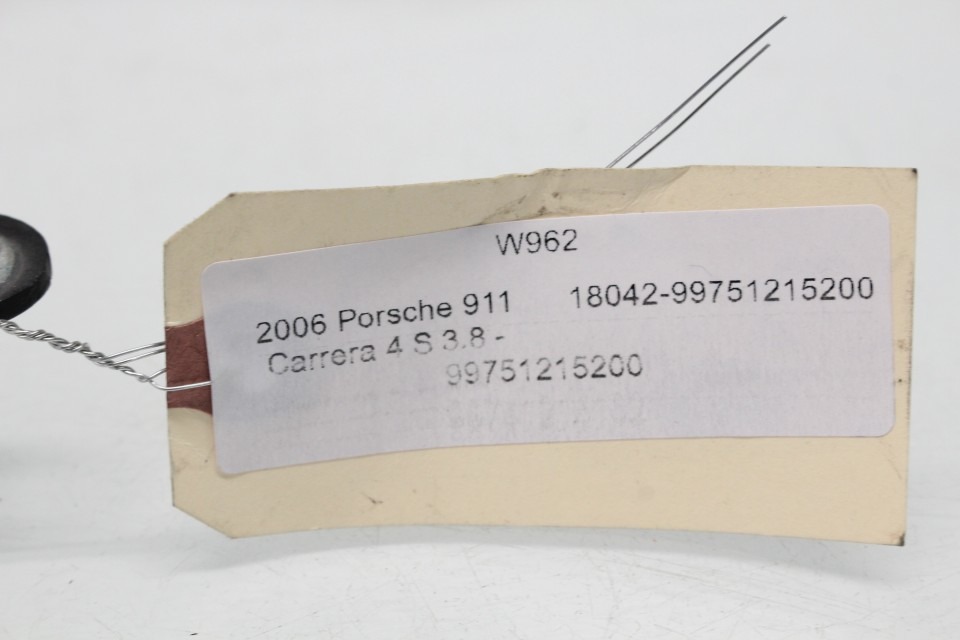 W962
2006 Porsche 911 18042-99751215200
Carrera 4 S 3.8 -
99751215200